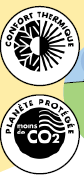 CONFORT THERMIQUE
PLANÈTE PROTÉGÉE
moins
de CO2